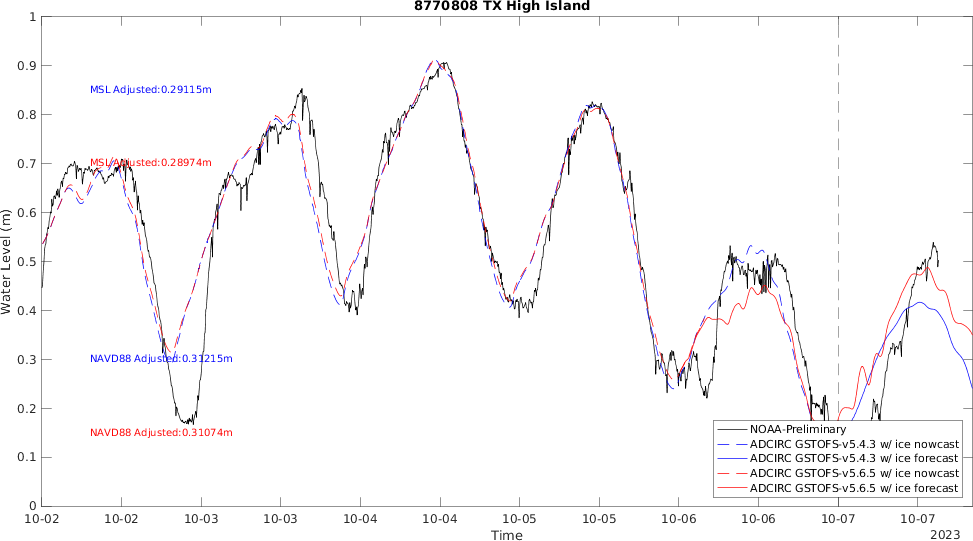 8770808 TX High Island
1
0.9
0.8
0.7
0.6
0.5
0.4
0.3
0.2
0.1
0
Water Level (m)
MSL Adjusted:0.29115m
MSL Adjusted:0.28974m
NAVD88 Adjusted:0.31215m
NAVD88 Adjusted:0.31074m
NOAA-Preliminary
ADCIRC GSTOFS-v5.4.3 w/ ice nowcast
ADCIRC GSTOFS-v5.4.3 w/ ice forecast
ADCIRC GSTOFS-v5.6.5 w/ ice nowcast
ADCIRC GSTOFS-v5.6.5 w/ ice forecast
10-02 10-02 10-03 10-03 10-04 10-04 10-05 10-05 10-06 10-06 10-07 10-07
Time
2023